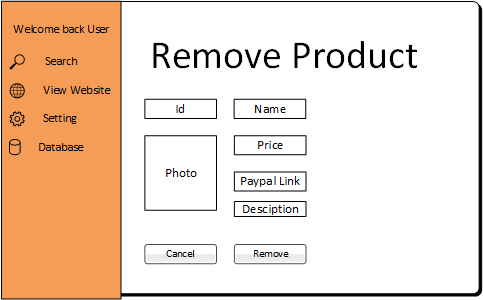 Welcome back User
Search
View Website
Setting
Database
Remove Product
Id
Name
Photo
Price
Paypal Link
Desciption
Cancel
Remove